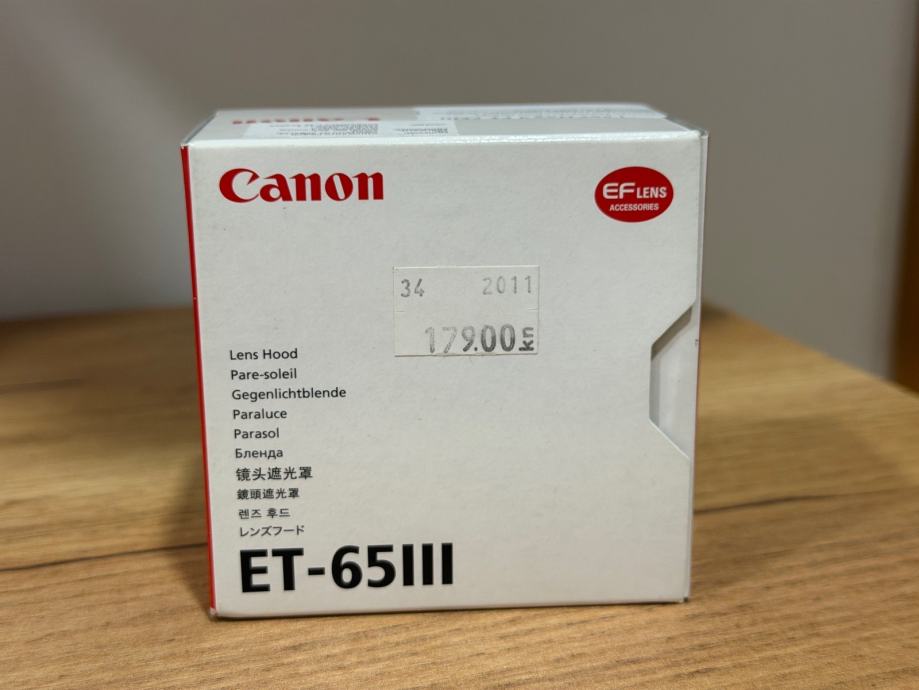 Canon
EF LENS
ACCESSORIES
34 2011
179.00 kn
Lens Hood
Pare-soleil
Gegenlichtblende
Paraluce
Parasol
Бленда
镜头遮光罩
鏡頭遮光罩
렌즈 후드
レンズフード
ET-65III